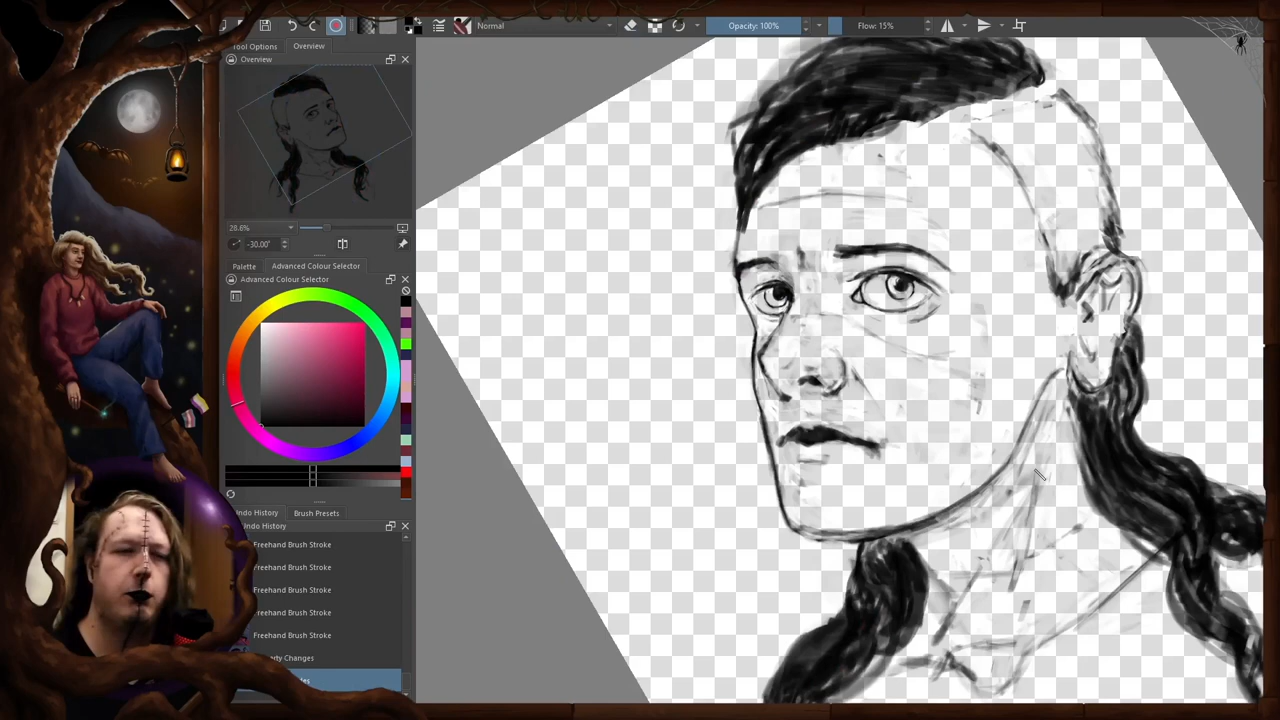 Normal
Opacity: 100%
Flow: 15%
Tool Options
Overview
Overview
28.6%
-30.00°
Palette
Advanced Colour Selector
Advanced Colour Selector
Undo History
Brush Presets
Undo History
Freehand Brush Stroke
Freehand Brush Stroke
Freehand Brush Stroke
Freehand Brush Stroke
Freehand Brush Stroke
erty Changes